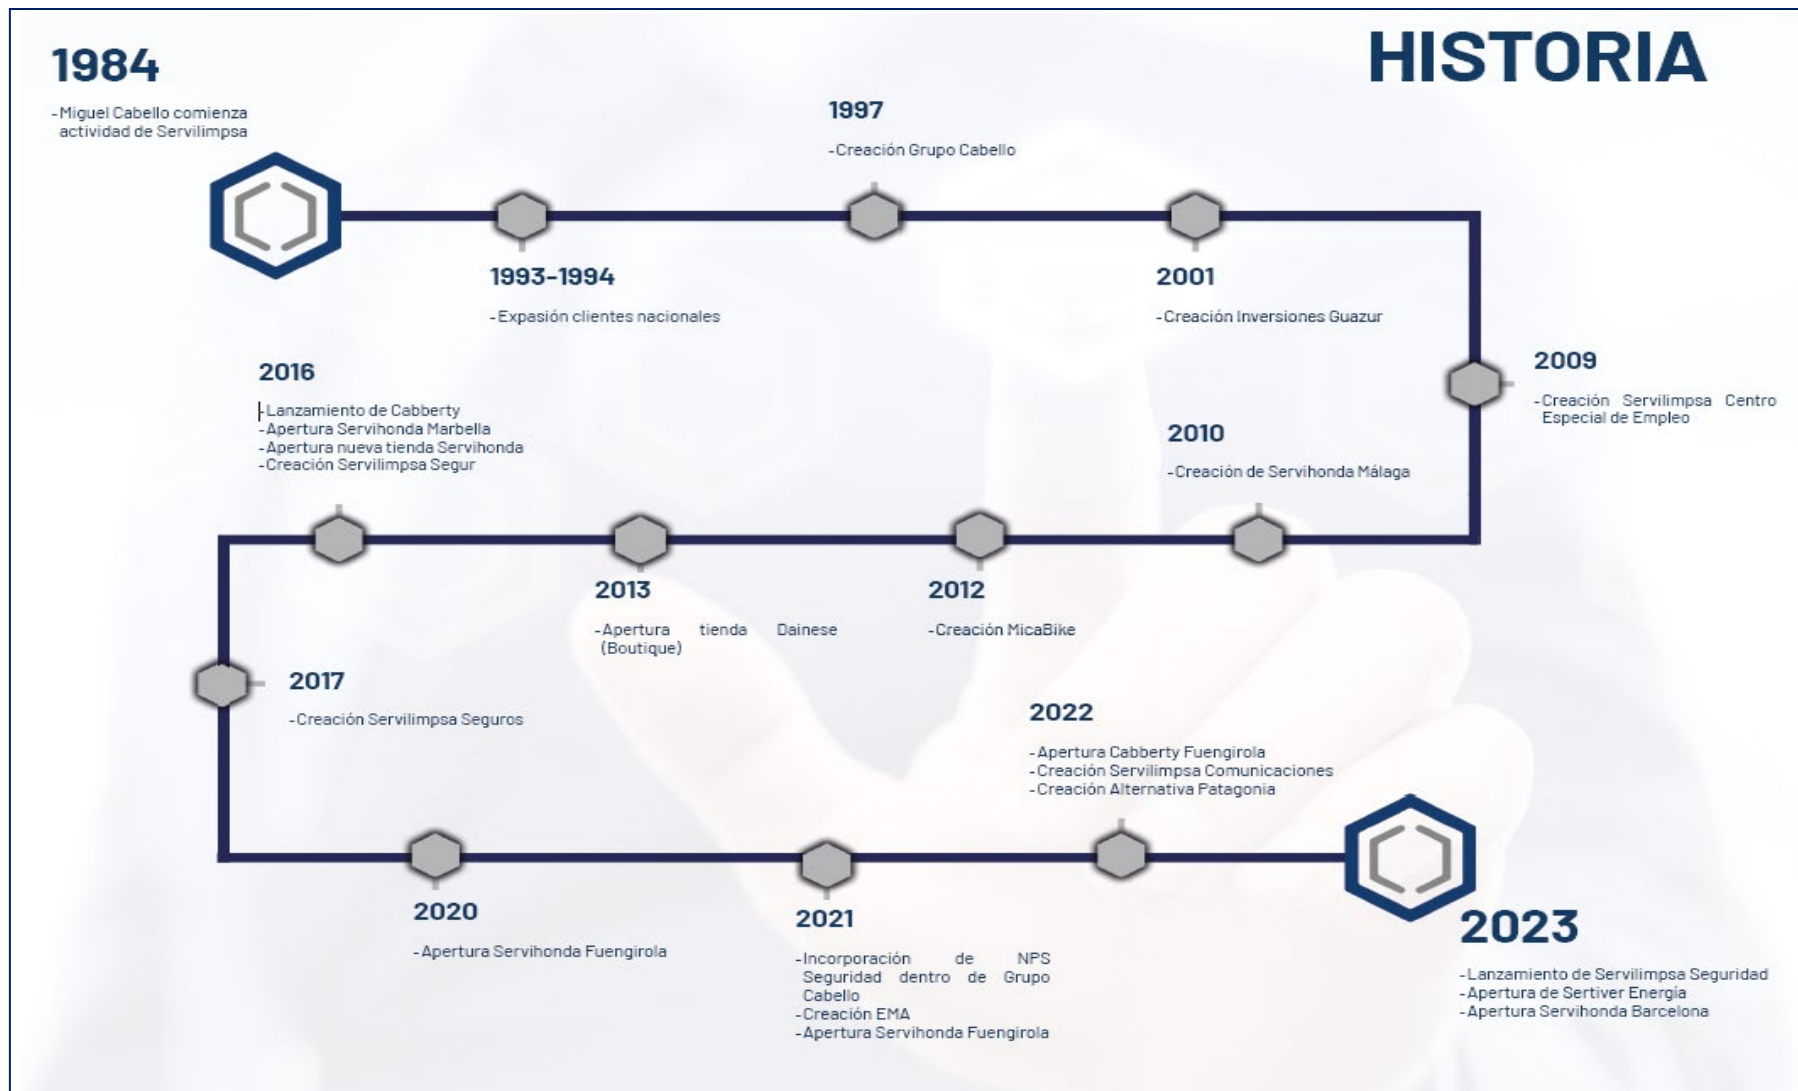 HISTORIA
1984
-Miguel Cabello comienza
actividad de Servilimpsa
1993-1994
-Expasión clientes nacionales
1997
-Creación Grupo Cabello
2001
-Creación Inversiones Guazur
2009
-Creación Servilimpsa Centro
Especial de Empleo
2010
-Creación de Servihonda Málaga
2012
-Creación MicaBike
2013
-Apertura tienda Dainese
(Boutique)
2016
-Lanzamiento de Cabberty
-Apertura Servihonda Marbella
-Apertura nueva tienda Servihonda
-Creación Servilimpsa Segur
2017
-Creación Servilimpsa Seguros
2020
-Apertura Servihonda Fuengirola
2021
-Incorporación de NPS
Seguridad dentro de Grupo
Cabello
-Creación EMA
-Apertura Servihonda Fuengirola
2022
-Apertura Cabberty Fuengirola
-Creación Servilimpsa Comunicaciones
-Creación Alternativa Patagonia
2023
-Lanzamiento de Servilimpsa Seguridad
-Apertura de Sertiver Energía
-Apertura Servihonda Barcelona